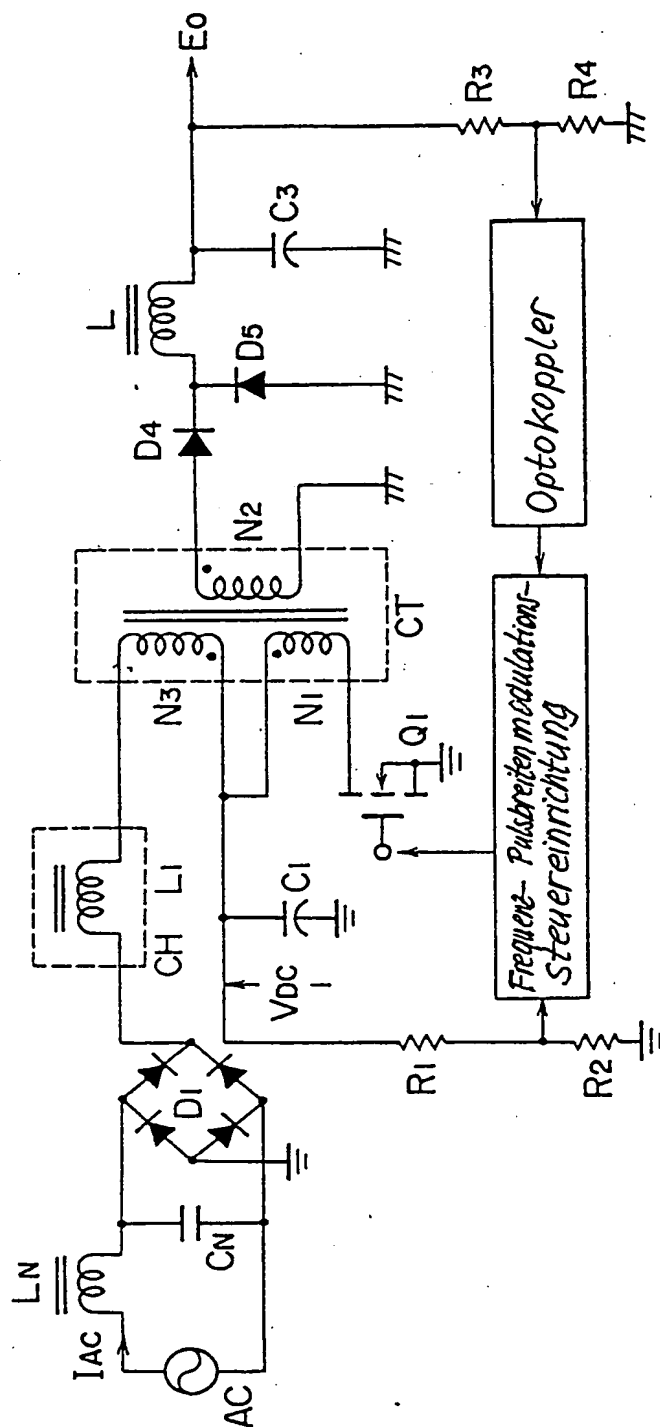 LN
IAC
AC
CN
D1
CH
L1
VDC
C1
N3
N1
N2
CT
Q1
D4
D5
L
C3
E0
R1
R2
R3
R4
Frequenz- Pulsbreitenmodulations-
Steuereinrichtung
Optokoppler